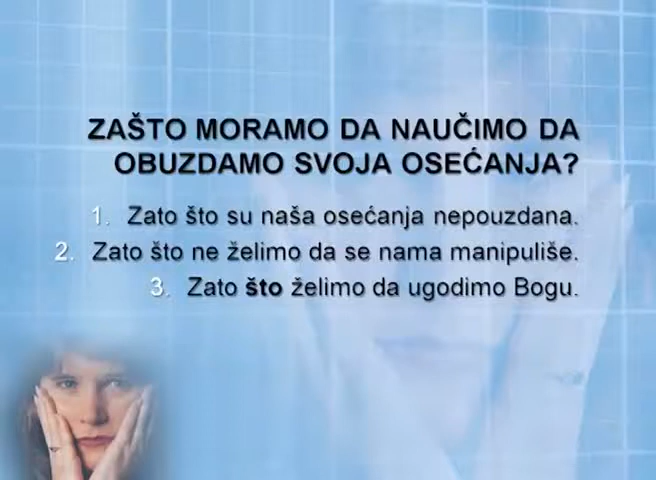 ZAŠTO MORAMO DA NAUČIMO DA
OBUZDAMO SVOJA OSEĆANJA?
1. Zato što su naša osećanja nepouzdana.
2. Zato što ne želimo da se nama manipuliše.
3. Zato što želimo da ugodimo Bogu.